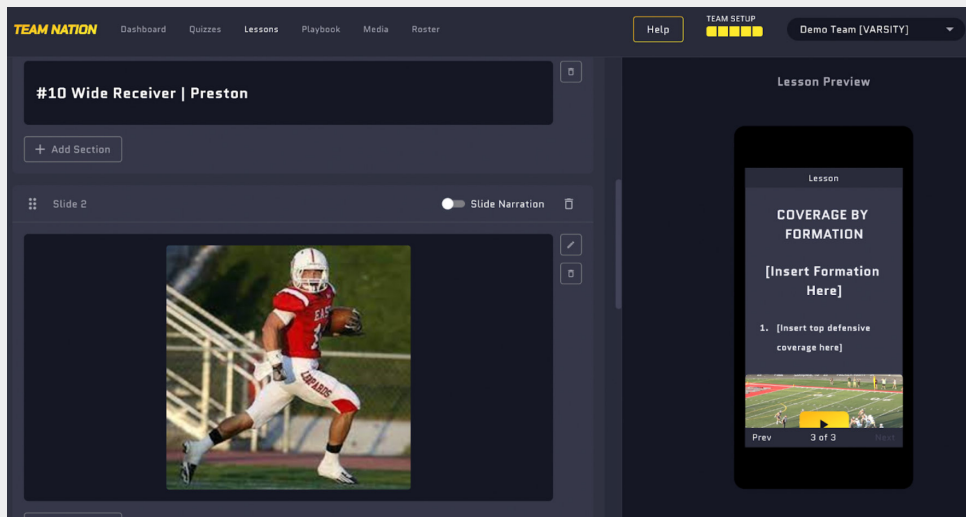 TEAM NATION
Dashboard
Quizzes
Lessons
Playbook
Media
Roster
Help
TEAM SETUP
Demo Team [VARSITY]
#10 Wide Receiver | Preston
+ Add Section
Slide 2
Slide Narration
EAS
LEOPARDS
Lesson Preview
Lesson
COVERAGE BY
FORMATION
[Insert Formation
Here]
1. [Insert top defensive
coverage here]
Prev
3 of 3
Next